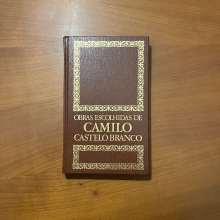 OBRAS ESCOLHIDAS DE
CAMILO
CASTELO BRANCO